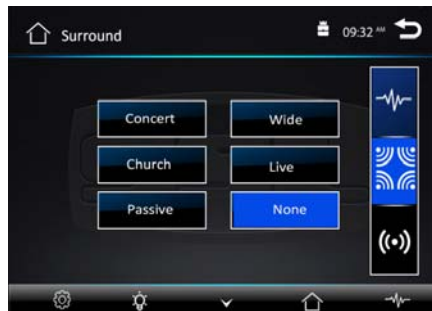 Surround
09:32 AM
Concert
Wide
Church
Live
Passive
None